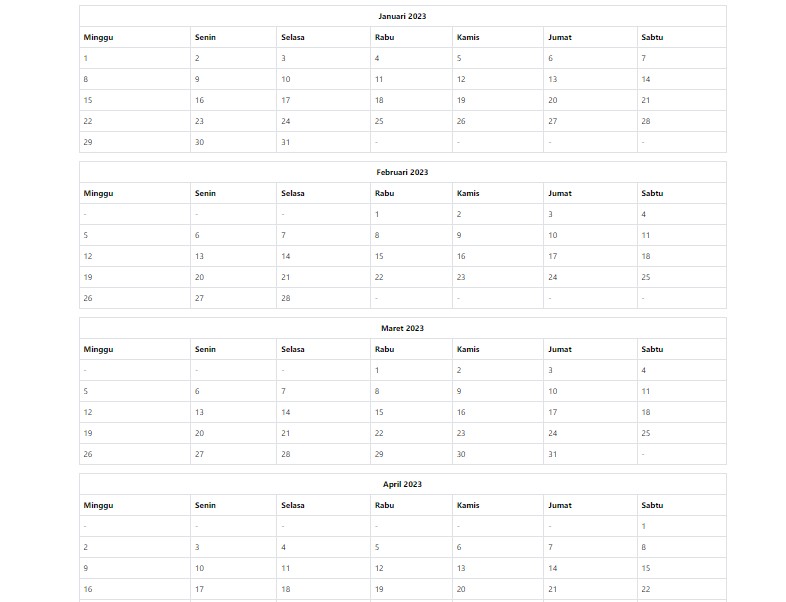 Januari 2023
Minggu Senin Selasa Rabu Kamis Jumat Sabtu
1 2 3 4 5 6 7
8 9 10 11 12 13 14
15 16 17 18 19 20 21
22 23 24 25 26 27 28
29 30 31 - - - -
Februari 2023
Minggu Senin Selasa Rabu Kamis Jumat Sabtu
- - - 1 2 3 4
5 6 7 8 9 10 11
12 13 14 15 16 17 18
19 20 21 22 23 24 25
26 27 28 - - - -
Maret 2023
Minggu Senin Selasa Rabu Kamis Jumat Sabtu
- - - 1 2 3 4
5 6 7 8 9 10 11
12 13 14 15 16 17 18
19 20 21 22 23 24 25
26 27 28 29 30 31 -
April 2023
Minggu Senin Selasa Rabu Kamis Jumat Sabtu
- - - - - - 1
2 3 4 5 6 7 8
9 10 11 12 13 14 15
16 17 18 19 20 21 22